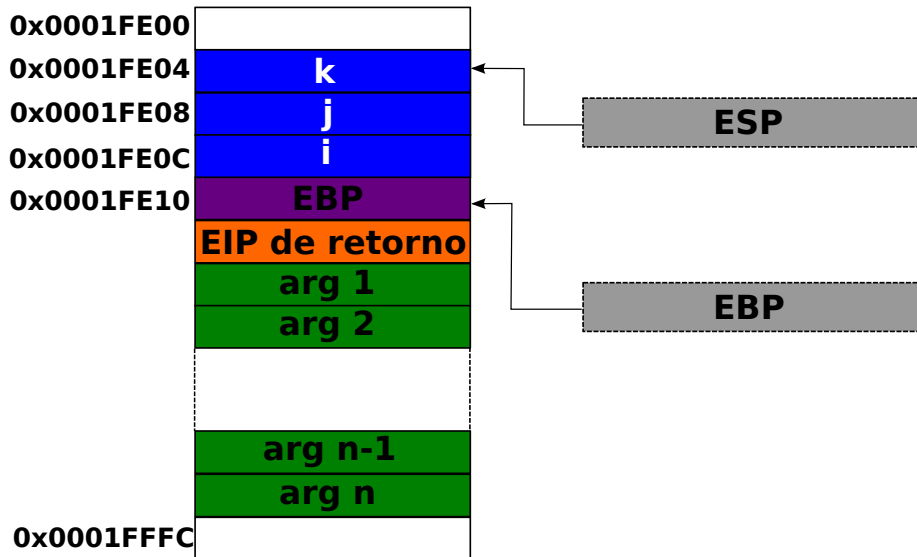 0x0001FE00
0x0001FE04 k
0x0001FE08 j ESP
0x0001FE0C i
0x0001FE10 EBP
EIP de retorno
arg 1
arg 2 EBP
arg n-1
arg n
0x0001FFFC